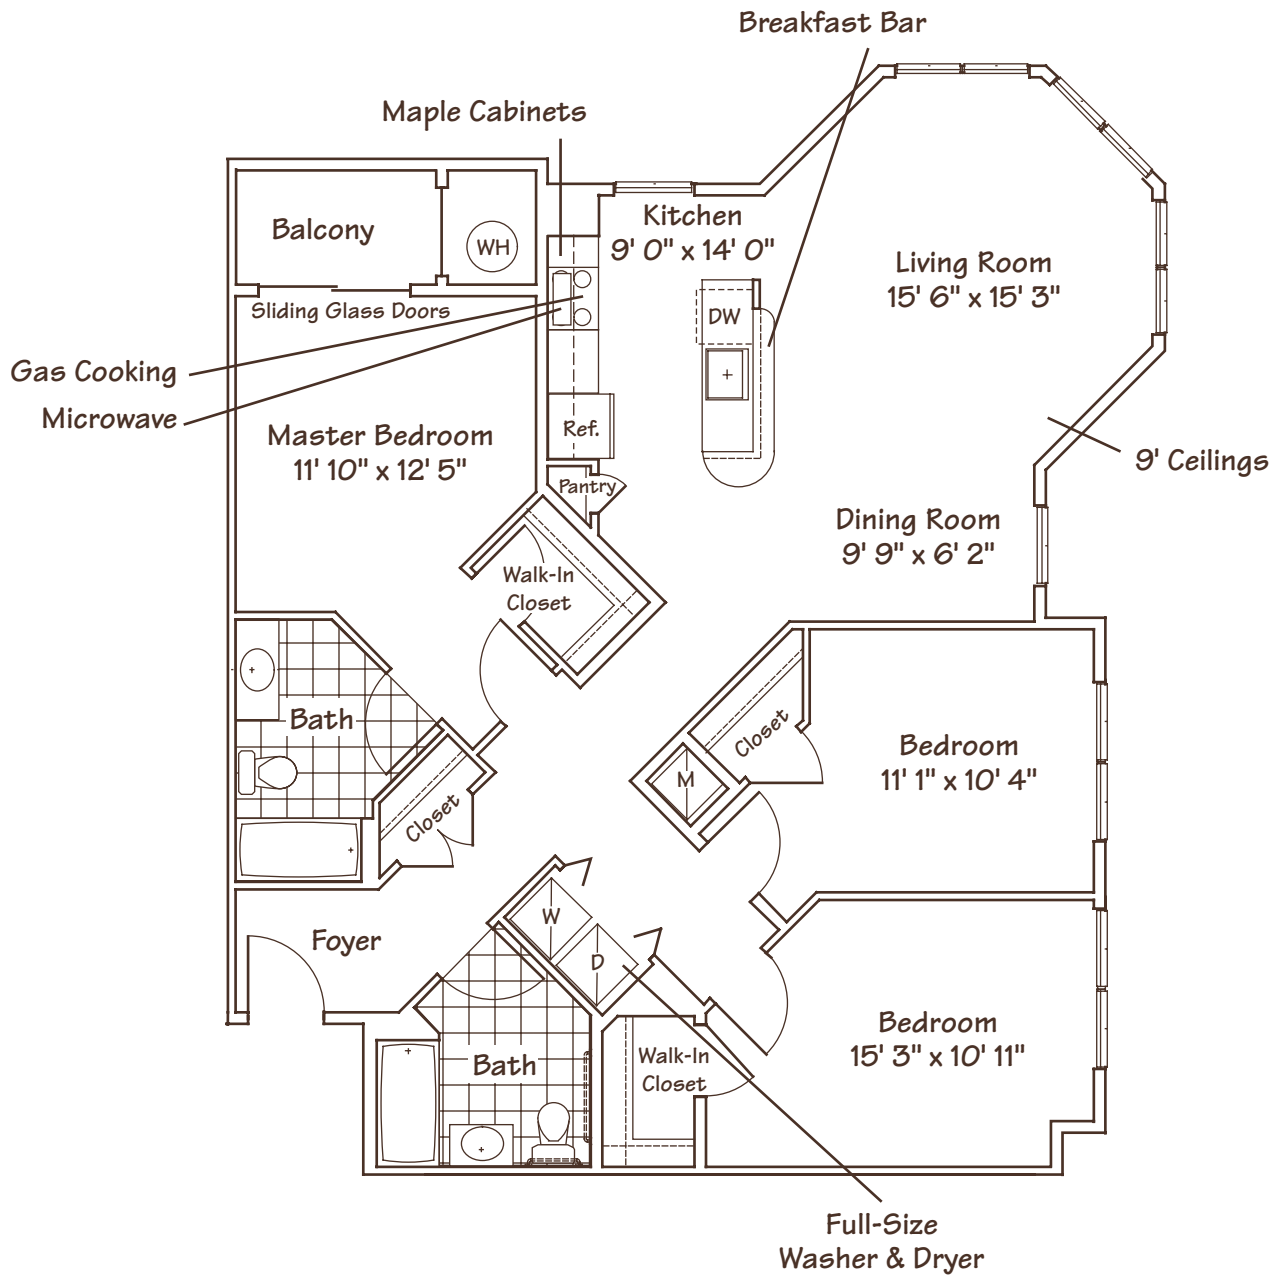 Breakfast Bar
Maple Cabinets
Kitchen
9' 0" x 14' 0"
Balcony
WH
Living Room
15' 6" x 15' 3"
Sliding Glass Doors
DW
Gas Cooking
Microwave
Master Bedroom
11' 10" x 12' 5"
Ref.
9' Ceilings
Pantry
Dining Room
9' 9" x 6' 2"
Walk-In
Closet
Bath
Closet
Bedroom
11' 1" x 10' 4"
M
Closet
W
Foyer
D
Bedroom
15' 3" x 10' 11"
Bath
Walk-In
Closet
Full-Size
Washer & Dryer